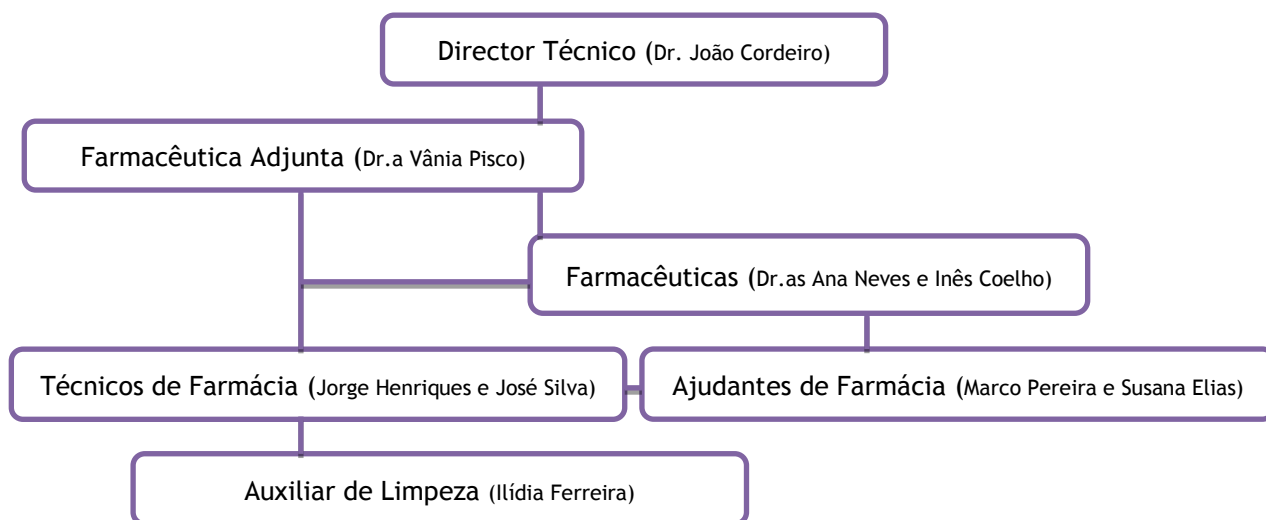 Director Técnico (Dr. João Cordeiro)
Farmacêutica Adjunta (Dr.a Vânia Pisco)
Farmacêuticas (Dr.as Ana Neves e Inês Coelho)
Técnicos de Farmácia (Jorge Henriques e José Silva)
Ajudantes de Farmácia (Marco Pereira e Susana Elias)
Auxiliar de Limpeza (Ilídia Ferreira)